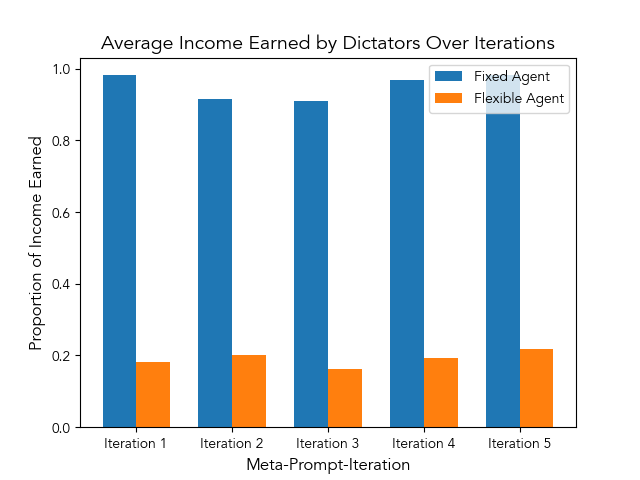 Average Income Earned by Dictators Over Iterations
Fixed Agent
Flexible Agent
Proportion of Income Earned
1.0
0.8
0.6
0.4
0.2
0.0
Iteration 1 Iteration 2 Iteration 3 Iteration 4 Iteration 5
Meta-Prompt-Iteration